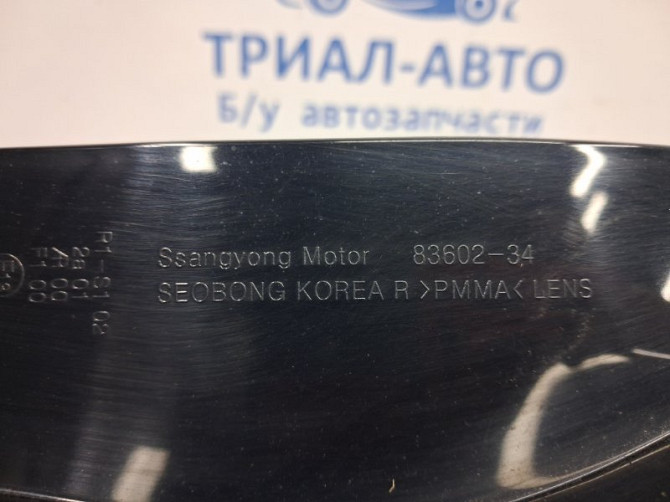 ТРИАЛ-АВТО
Б/у автозапчасти
Ssangyong Motor 83602-34
SEOBONG KOREA R >PMMA< LENS